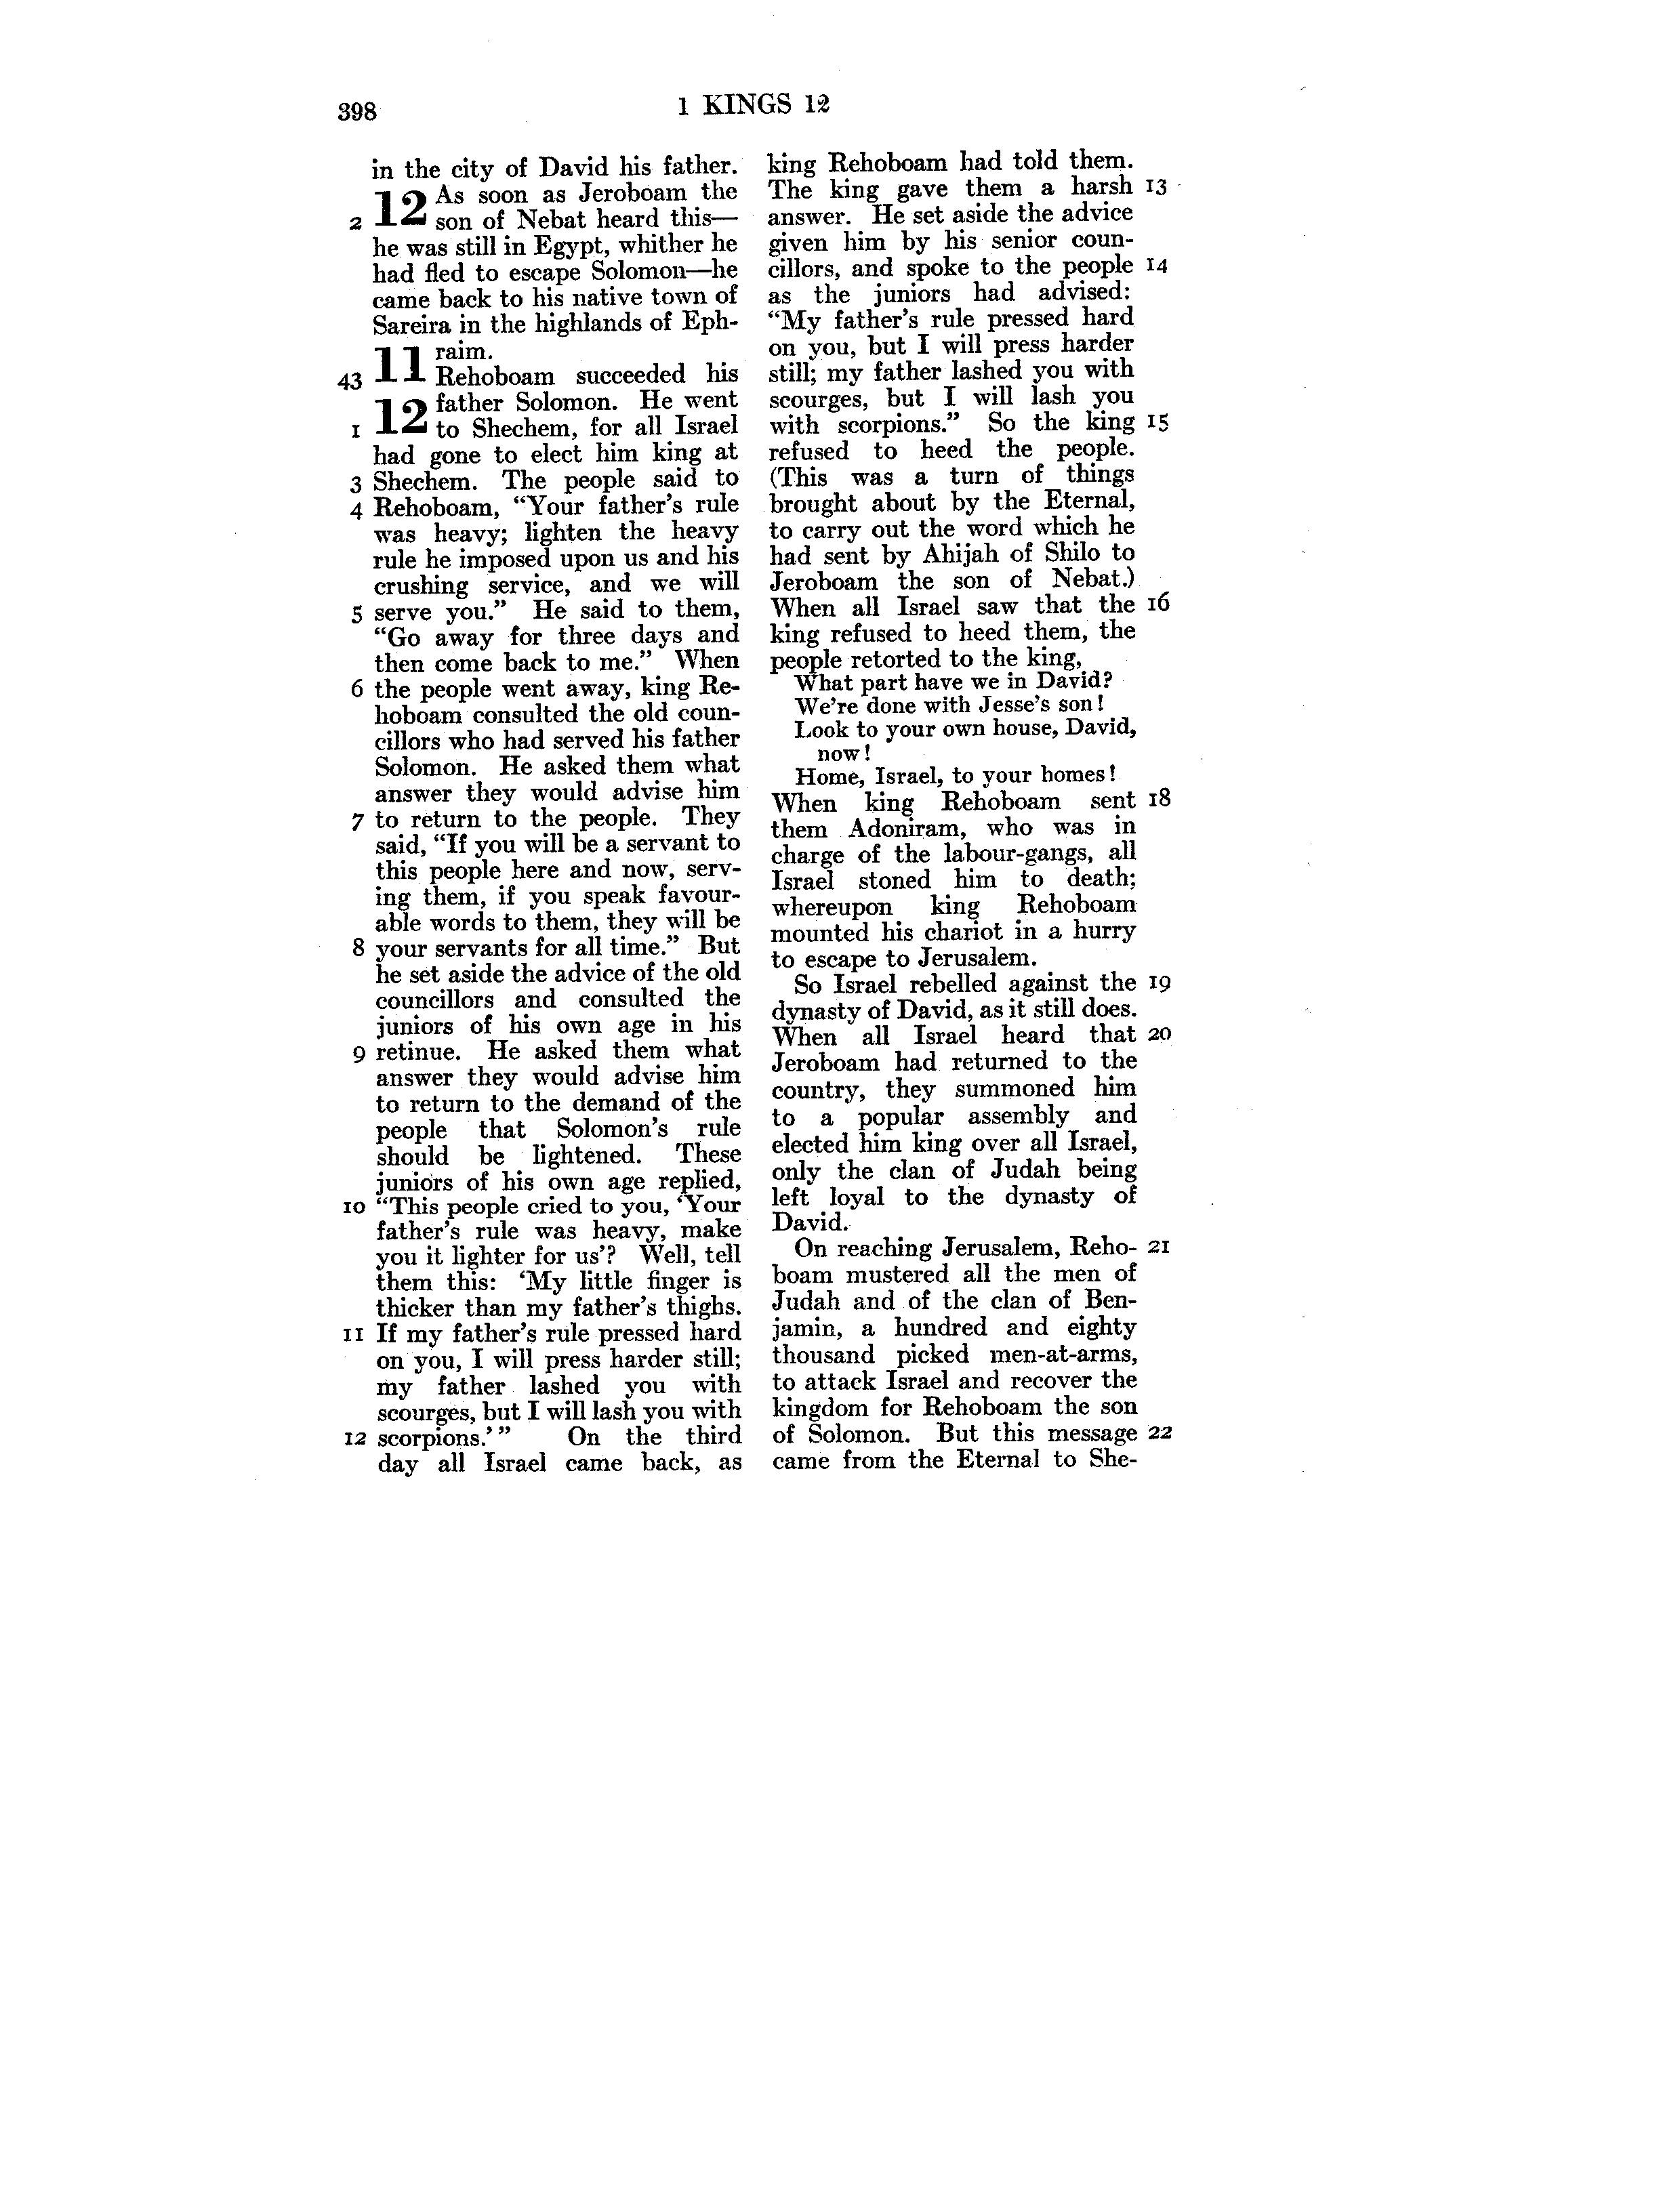 398
1 KINGS 12
in the city of David his father.
12 As soon as Jeroboam the
2 son of Nebat heard this—
he was still in Egypt, whither he
had fled to escape Solomon—he
came back to his native town of
Sareira in the highlands of Eph-
raim.
43 11 Rehoboam succeeded his
12 father Solomon. He went
1 to Shechem, for all Israel
had gone to elect him king at
3 Shechem. The people said to
4 Rehoboam, “Your father’s rule
was heavy; lighten the heavy
rule he imposed upon us and his
crushing service, and we will
5 serve you.” He said to them,
“Go away for three days and
then come back to me.” When
6 the people went away, king Re-
hoboam consulted the old coun-
cillors who had served his father
Solomon. He asked them what
answer they would advise him
7 to return to the people. They
said, “If you will be a servant to
this people here and now, serv-
ing them, if you speak favour-
able words to them, they will be
8 your servants for all time.” But
he set aside the advice of the old
councillors and consulted the
juniors of his own age in his
9 retinue. He asked them what
answer they would advise him
to return to the demand of the
people that Solomon’s rule
should be lightened. These
juniors of his own age replied,
10 “This people cried to you, ‘Your
father’s rule was heavy, make
you it lighter for us’? Well, tell
them this: ‘My little finger is
thicker than my father’s thighs.
11 If my father’s rule pressed hard
on you, I will press harder still;
my father lashed you with
scourges, but I will lash you with
12 scorpions.’” On the third
day all Israel came back, as
king Rehoboam had told them.
The king gave them a harsh 13
answer. He set aside the advice
given him by his senior coun-
cillors, and spoke to the people 14
as the juniors had advised:
“My father’s rule pressed hard
on you, but I will press harder
still; my father lashed you with
scourges, but I will lash you
with scorpions.” So the king 15
refused to heed the people.
(This was a turn of things
brought about by the Eternal,
to carry out the word which he
had sent by Ahijah of Shilo to
Jeroboam the son of Nebat.)
When all Israel saw that the 16
king refused to heed them, the
people retorted to the king,
What part have we in David?
We’re done with Jesse’s son!
Look to your own house, David,
now!
Home, Israel, to your homes!
When king Rehoboam sent 18
them Adoniram, who was in
charge of the labour-gangs, all
Israel stoned him to death;
whereupon king Rehoboam
mounted his chariot in a hurry
to escape to Jerusalem.
So Israel rebelled against the 19
dynasty of David, as it still does.
When all Israel heard that 20
Jeroboam had returned to the
country, they summoned him
to a popular assembly and
elected him king over all Israel,
only the clan of Judah being
left loyal to the dynasty of
David.
On reaching Jerusalem, Reho- 21
boam mustered all the men of
Judah and of the clan of Ben-
jamin, a hundred and eighty
thousand picked men-at-arms,
to attack Israel and recover the
kingdom for Rehoboam the son
of Solomon. But this message 22
came from the Eternal to She-